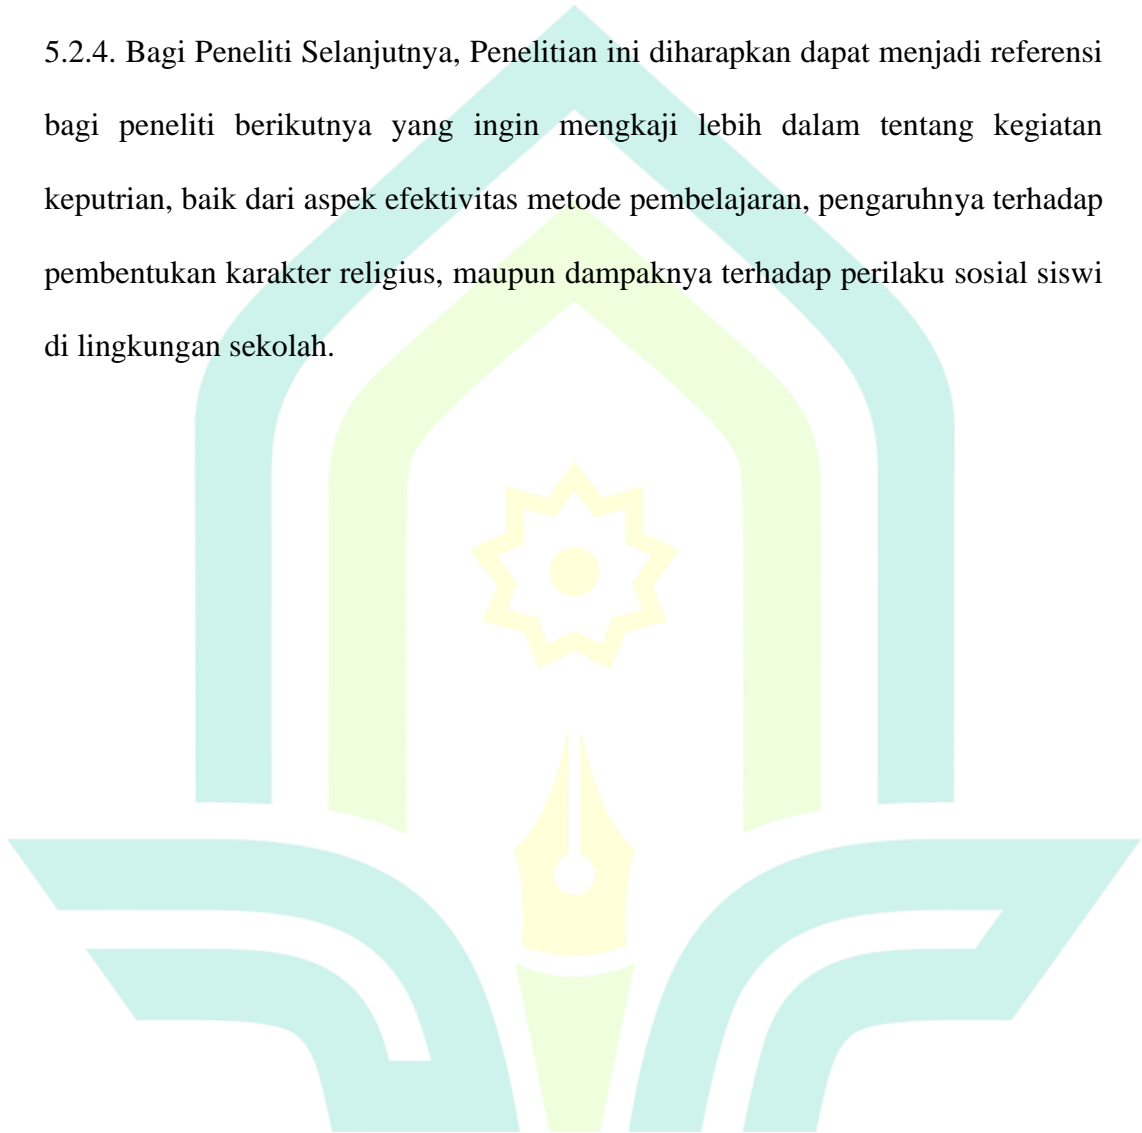 5.2.4. Bagi Peneliti Selanjutnya, Penelitian ini diharapkan dapat menjadi referensi
bagi peneliti berikutnya yang ingin mengkaji lebih dalam tentang kegiatan
keputrian, baik dari aspek efektivitas metode pembelajaran, pengaruhnya terhadap
pembentukan karakter religius, maupun dampaknya terhadap perilaku sosial siswi
di lingkungan sekolah.